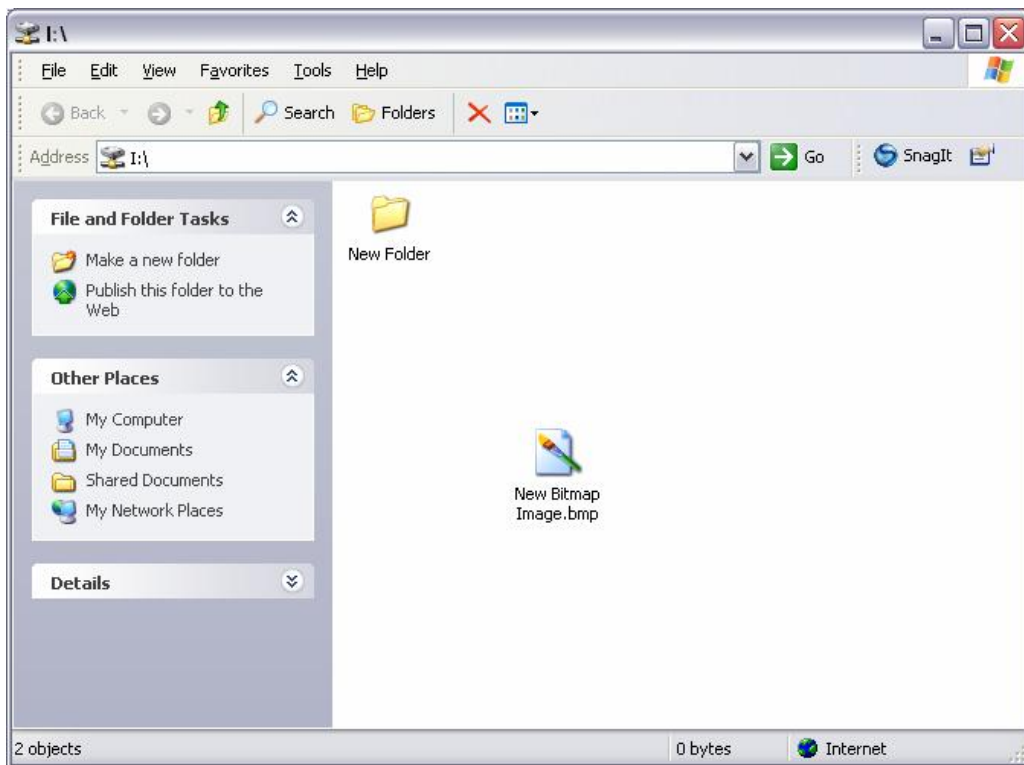 I:\
File Edit View Favorites Tools Help
Back Search Folders
Address I:\ Go SnagIt
File and Folder Tasks
Make a new folder
Publish this folder to the
Web
Other Places
My Computer
My Documents
Shared Documents
My Network Places
Details
New Folder
New Bitmap
Image.bmp
2 objects 0 bytes Internet